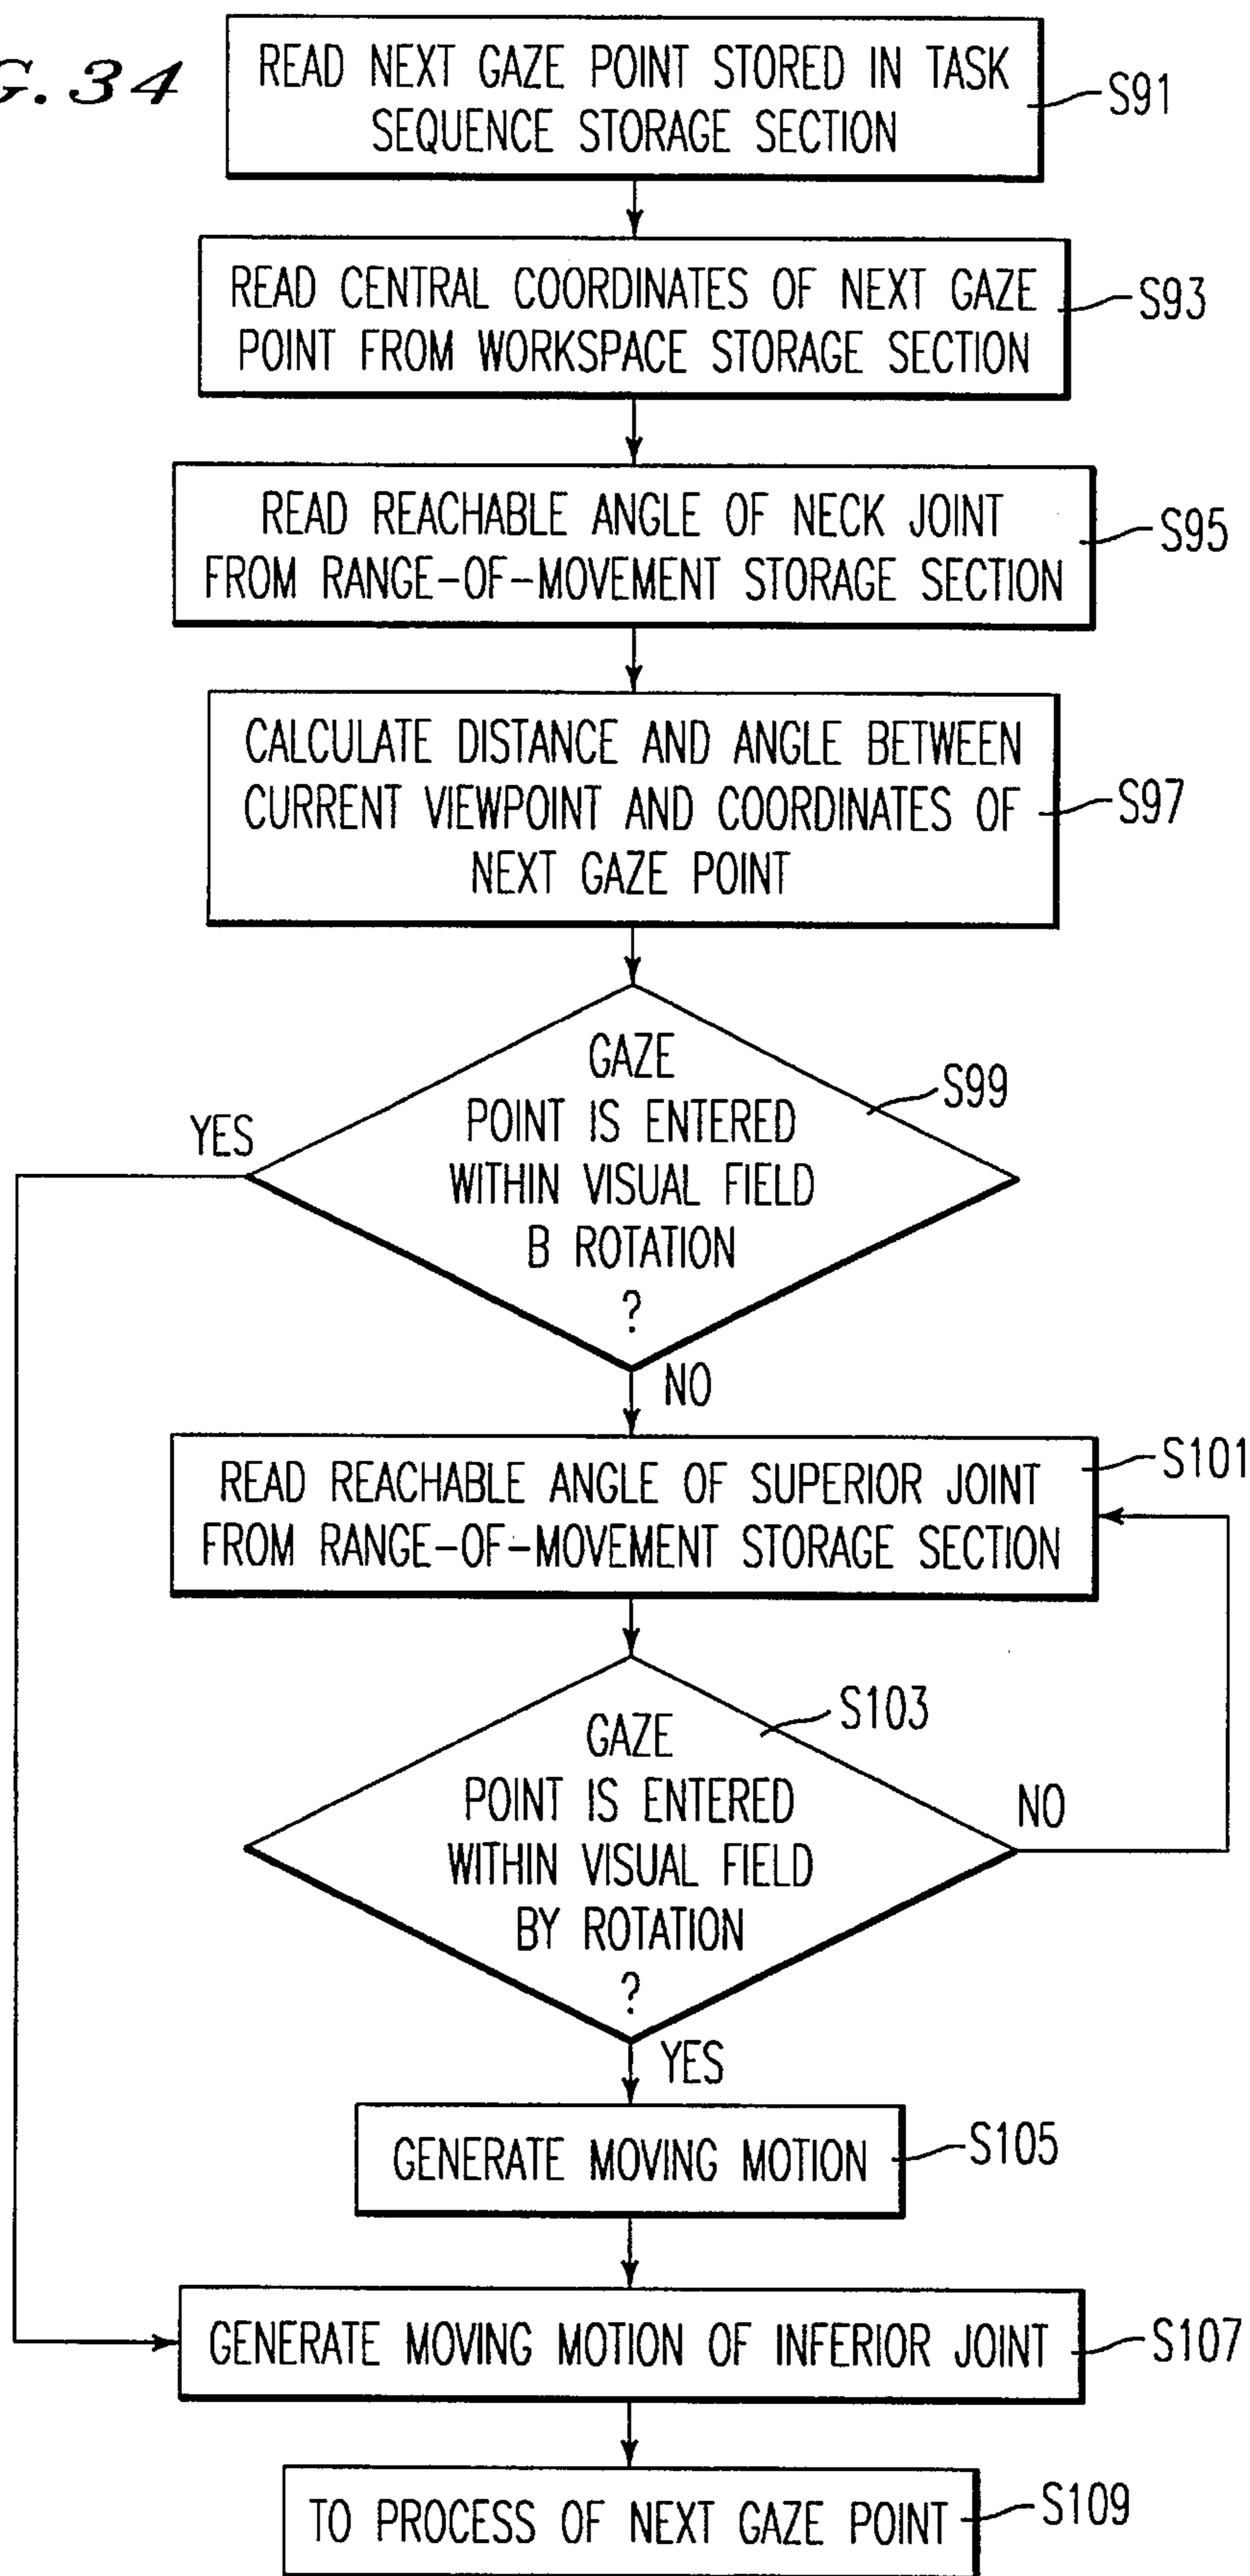 G. 34
READ NEXT GAZE POINT STORED IN TASK
SEQUENCE STORAGE SECTION
S91
READ CENTRAL COORDINATES OF NEXT GAZE
POINT FROM WORKSPACE STORAGE SECTION
S93
READ REACHABLE ANGLE OF NECK JOINT
FROM RANGE-OF-MOVEMENT STORAGE SECTION
S95
CALCULATE DISTANCE AND ANGLE BETWEEN
CURRENT VIEWPOINT AND COORDINATES OF
NEXT GAZE POINT
S97
GAZE
POINT IS ENTERED
WITHIN VISUAL FIELD
B ROTATION
?
S99
YES
NO
READ REACHABLE ANGLE OF SUPERIOR JOINT
FROM RANGE-OF-MOVEMENT STORAGE SECTION
S101
GAZE
POINT IS ENTERED
WITHIN VISUAL FIELD
BY ROTATION
?
S103
NO
YES
GENERATE MOVING MOTION
S105
GENERATE MOVING MOTION OF INFERIOR JOINT
S107
TO PROCESS OF NEXT GAZE POINT
S109